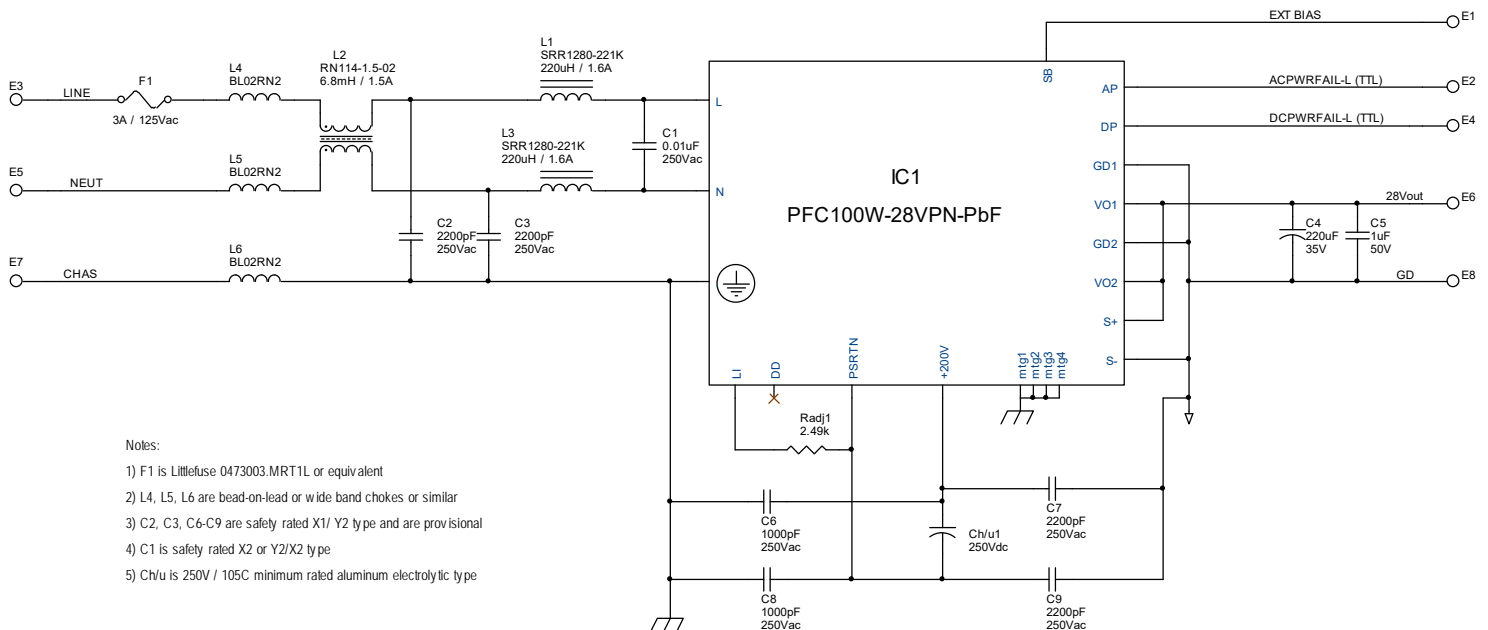 EXT BIAS
E1
L1
SRR1280-221K
220uH / 1.6A
L2
RN114-1.5-02
6.8mH / 1.5A
L4
BL02RN2
F1
E3
LINE
3A / 125Vac
SB
L
AP
ACPWRFAIL-L (TTL)
E2
DP
DCPWRFAIL-L (TTL)
E4
L3
SRR1280-221K
220uH / 1.6A
C1
0.01uF
250Vac
L5
BL02RN2
E5
NEUT
N
IC1
PFC100W-28VPN-PbF
GD1
VO1
28Vout
E6
GD2
VO2
S+
S-
C4
220uF
35V
C5
1uF
50V
GD
E8
C2
2200pF
250Vac
C3
2200pF
250Vac
L6
BL02RN2
E7
CHAS
LI
DD
PSRTN
+200V
mtg1
mtg2
mtg3
mtg4
Radj1
2.49k
Notes:
1) F1 is Littlefuse 0473003.MRT1L or equivalent
2) L4, L5, L6 are bead-on-lead or wide band chokes or similar
3) C2, C3, C6-C9 are safety rated X1/ Y2 type and are provisional
4) C1 is safety rated X2 or Y2/X2 type
5) Ch/u is 250V / 105C minimum rated aluminum electrolytic type
C6
1000pF
250Vac
Ch/u1
250Vdc
C7
2200pF
250Vac
C8
1000pF
250Vac
C9
2200pF
250Vac